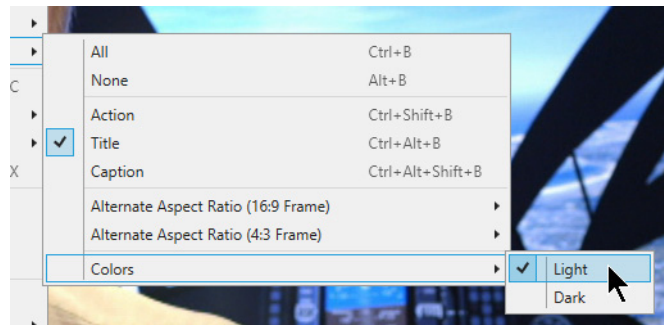 All Ctrl+B
None Alt+B
C
Action Ctrl+Shift+B
Title Ctrl+Alt+B
X
Caption Ctrl+Alt+Shift+B
Alternate Aspect Ratio (16:9 Frame)
Alternate Aspect Ratio (4:3 Frame)
Colors
Light
Dark